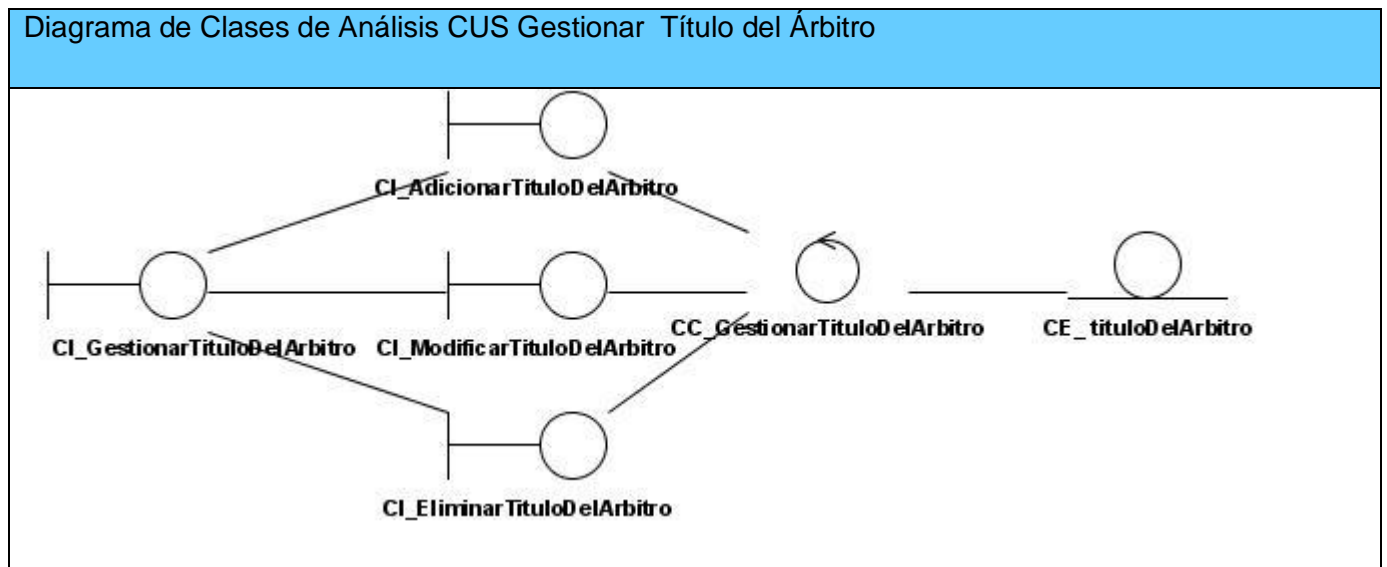 Diagrama de Clases de Análisis CUS Gestionar  Título del Árbitro
CI_AdicionarTituloDelArbitro
CI_GestionarTituloDelArbitro
CI_ModificarTituloDelArbitro
CC_GestionarTituloDelArbitro
CE_ tituloDelArbitro
CI_EliminarTituloDelArbitro